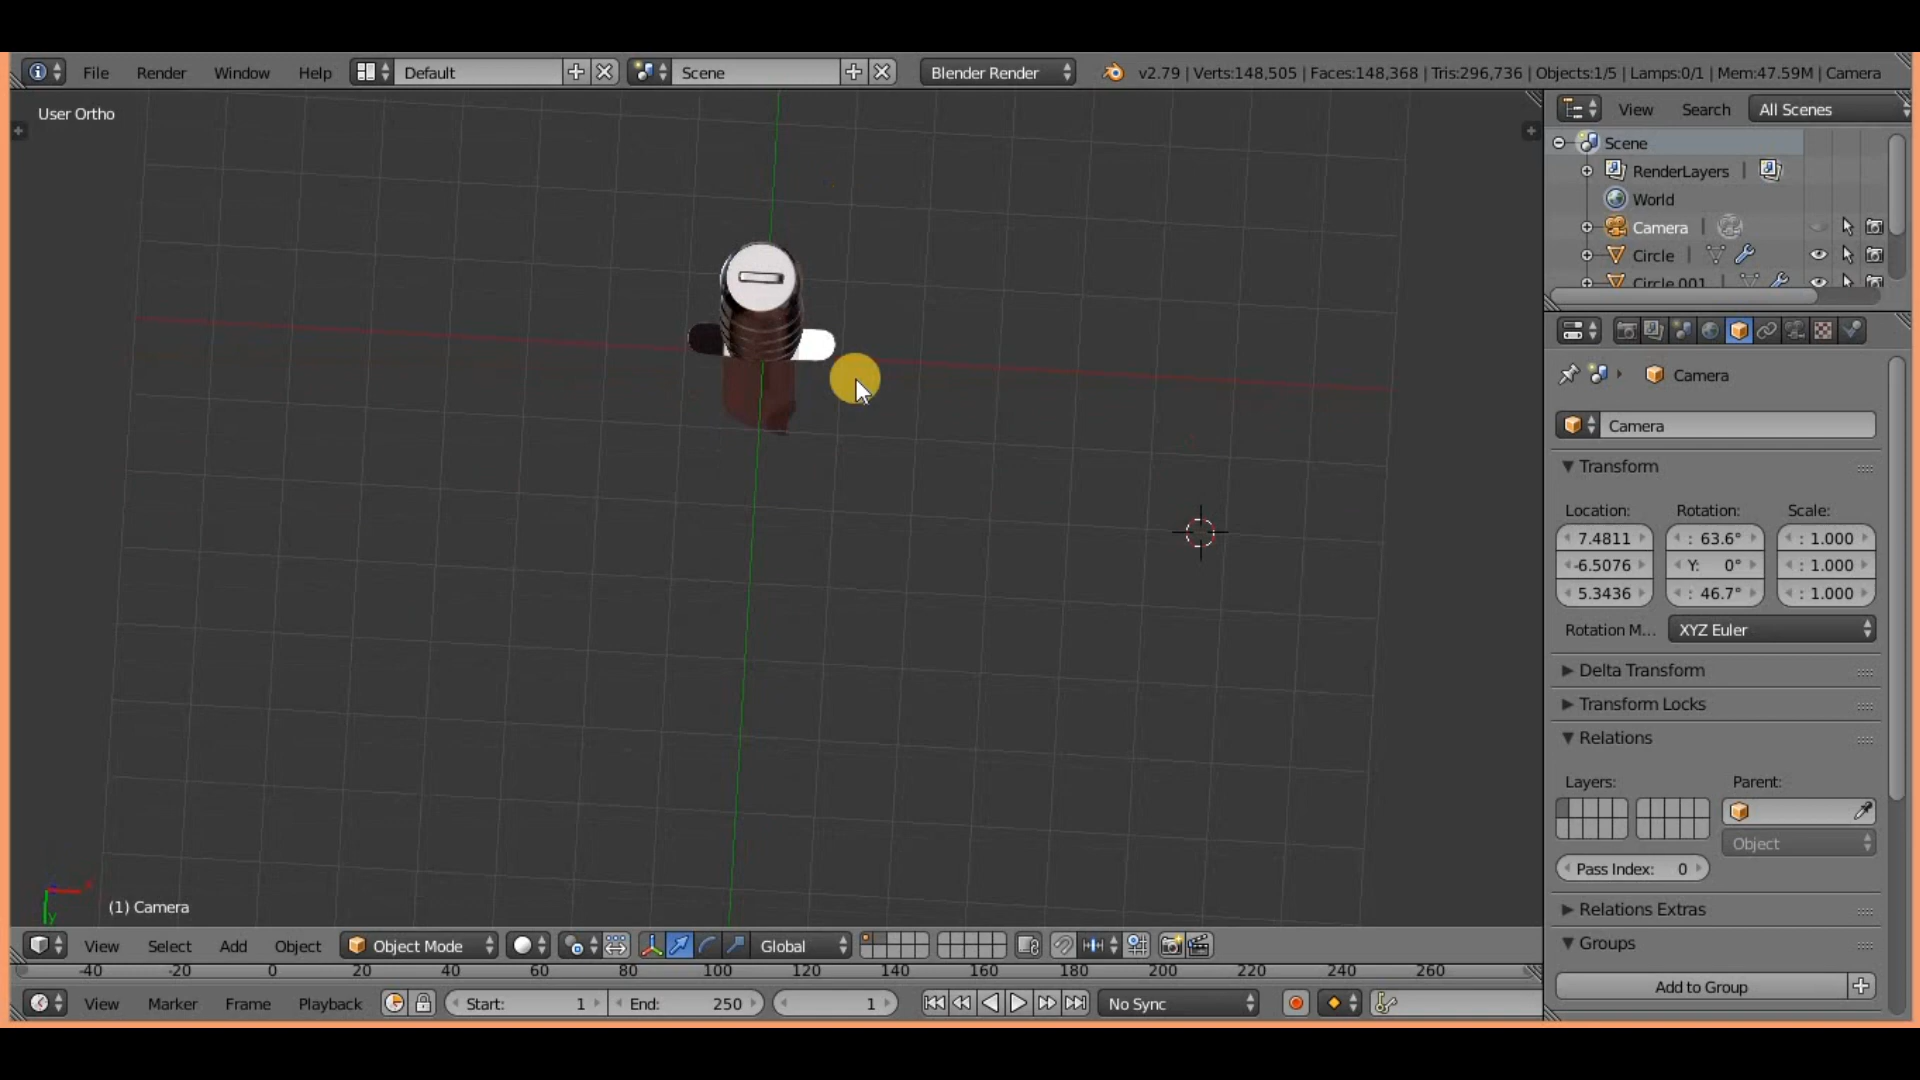 File Render Window Help Default Scene Blender Render v2.79 | Verts:148,505 | Faces:148,368 | Tris:296,736 | Objects:1/5 | Lamps:0/1 | Mem:47.59M | Camera
User Ortho
View Search All Scenes
Scene
RenderLayers
World
Camera
Circle
Circle.001
Camera
Camera
Transform
Location: Rotation: Scale:
7.4811 : 63.6° : 1.000
-6.5076 Y: 0° : 1.000
5.3436 : 46.7° : 1.000
Rotation M... XYZ Euler
Delta Transform
Transform Locks
Relations
Layers: Parent:
Object
Pass Index: 0
Relations Extras
Groups
Add to Group
x
y
(1) Camera
View Select Add Object Object Mode Global
-40 -20 0 20 40 60 80 100 120 140 160 180 200 220 240 260
View Marker Frame Playback Start: 1 End: 250 1 No Sync